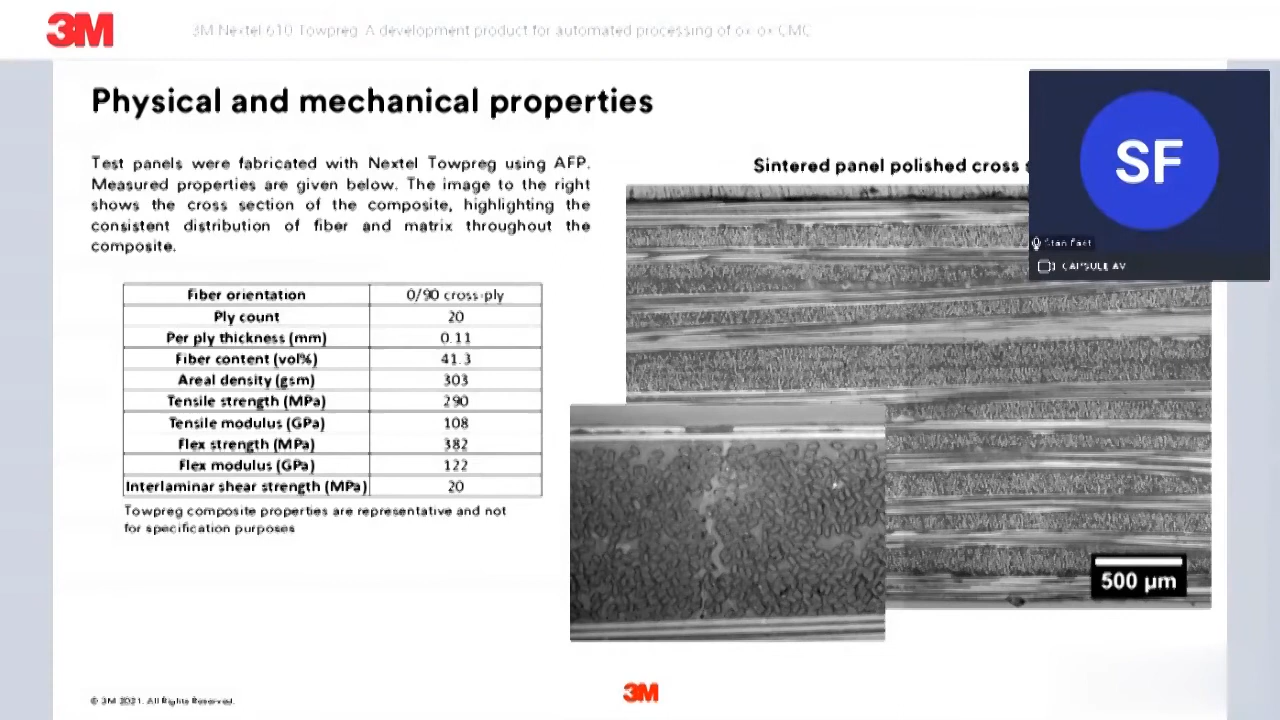 3M
3M Nextel 610 Towpreg. A development product for automated processing of ox-ox CMC
Physical and mechanical properties
Test panels were fabricated with Nextel Towpreg using AFP.
Measured properties are given below. The image to the right
shows the cross section of the composite, highlighting the
consistent distribution of fiber and matrix throughout the
composite.
Fiber orientation 0/90 cross-ply
Ply count 20
Per ply thickness (mm) 0.11
Fiber content (vol%) 41.3
Areal density (gsm) 303
Tensile strength (MPa) 290
Tensile modulus (GPa) 108
Flex strength (MPa) 382
Flex modulus (GPa) 122
Interlaminar shear strength (MPa) 20
Towpreg composite properties are representative and not
for specification purposes
Sintered panel polished cross
SF
Stan Fast
CAPSULE AV
500 µm
© 3M 2021. All Rights Reserved.
3M